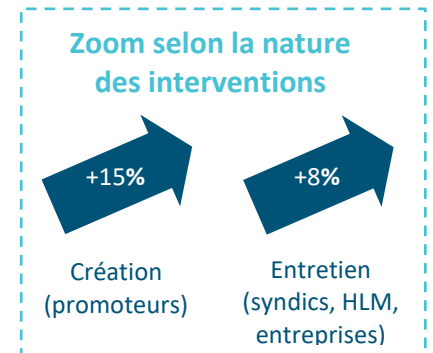 Zoom selon la nature
des interventions
+15%
+8%
Création
(promoteurs)
Entretien
(syndics, HLM,
entreprises)